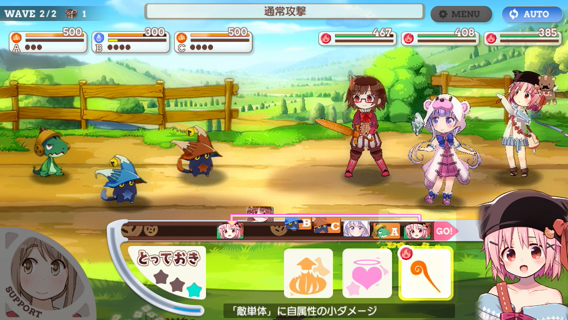 WAVE 2/2 1
通常攻撃
MENU
AUTO
500
A
300
B
500
C
467
408
385
B C A GO!
とっておき
SUPPORT
「敵単体」に自属性の小ダメージ